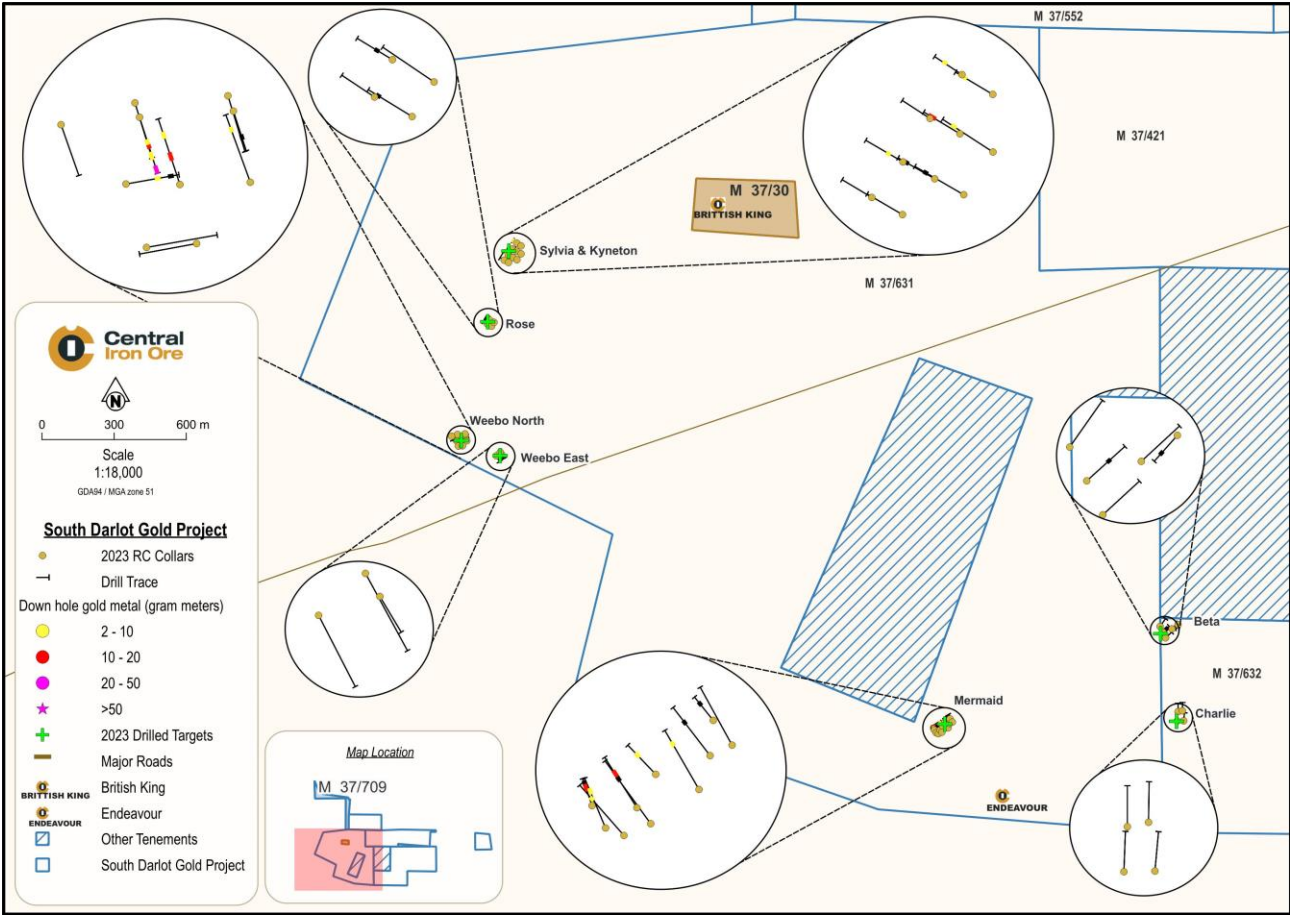 M 37/552
M 37/421
M 37/30
BRITTISH KING
Sylvia & Kyneton
M 37/631
Rose
Weebo North
Weebo East
Beta
M 37/632
Mermaid
Charlie
ENDEAVOUR
Central
Iron Ore
N
0 300 600 m
Scale
1:18,000
GDA94 / MGA zone 51
South Darlot Gold Project
2023 RC Collars
Drill Trace
Down hole gold metal (gram meters)
2 - 10
10 - 20
20 - 50
>50
2023 Drilled Targets
Major Roads
BRITTISH KING British King
ENDEAVOUR Endeavour
Other Tenements
South Darlot Gold Project
Map Location
M 37/709